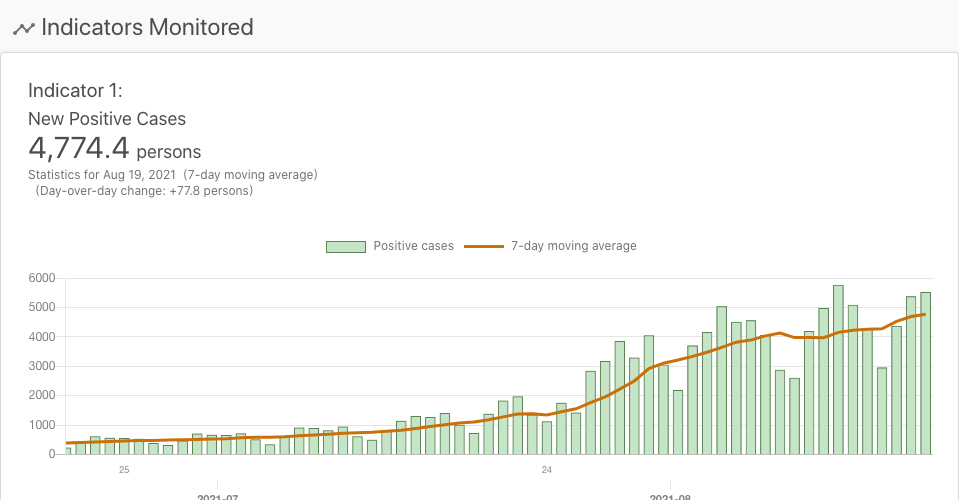 Indicators Monitored
Indicator 1:
New Positive Cases
4,774.4 persons
Statistics for Aug 19, 2021 (7-day moving average)
(Day-over-day change: +77.8 persons)
Positive cases 7-day moving average
6000
5000
4000
3000
2000
1000
0
25 24
2021-07 2021-08